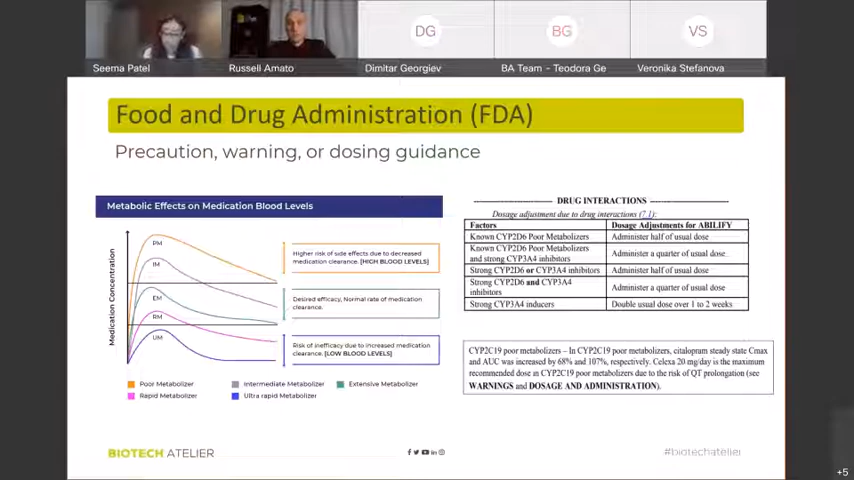 DG
BG
VS
Seema Patel
Russell Amato
Dimitar Georgiev
BA Team - Teodora Ge
Veronika Stefanova
Food and Drug Administration (FDA)
Precaution, warning, or dosing guidance
Metabolic Effects on Medication Blood Levels
Medication Concentration
PM
IM
EM
RM
UM
Higher risk of side effects due to decreased
medication clearance. [HIGH BLOOD LEVELS]
Desired efficacy, Normal rate of medication
clearance.
Risk of inefficacy due to increased medication
clearance. [LOW BLOOD LEVELS]
Poor Metabolizer
Intermediate Metabolizer
Extensive Metabolizer
Rapid Metabolizer
Ultra rapid Metabolizer
DRUG INTERACTIONS
Dosage adjustment due to drug interactions (7.1):
Factors Dosage Adjustments for ABILIFY
Known CYP2D6 Poor Metabolizers Administer half of usual dose
Known CYP2D6 Poor Metabolizers
and strong CYP3A4 inhibitors Administer a quarter of usual dose
Strong CYP2D6 or CYP3A4 inhibitors Administer half of usual dose
Strong CYP2D6 and CYP3A4
inhibitors Administer a quarter of usual dose
Strong CYP3A4 inducers Double usual dose over 1 to 2 weeks
CYP2C19 poor metabolizers – In CYP2C19 poor metabolizers, citalopram steady state Cmax
and AUC was increased by 68% and 107%, respectively. Celexa 20 mg/day is the maximum
recommended dose in CYP2C19 poor metabolizers due to the risk of QT prolongation (see
WARNINGS and DOSAGE AND ADMINISTRATION).
BIOTECH ATELIER
#biotechatelier
+5